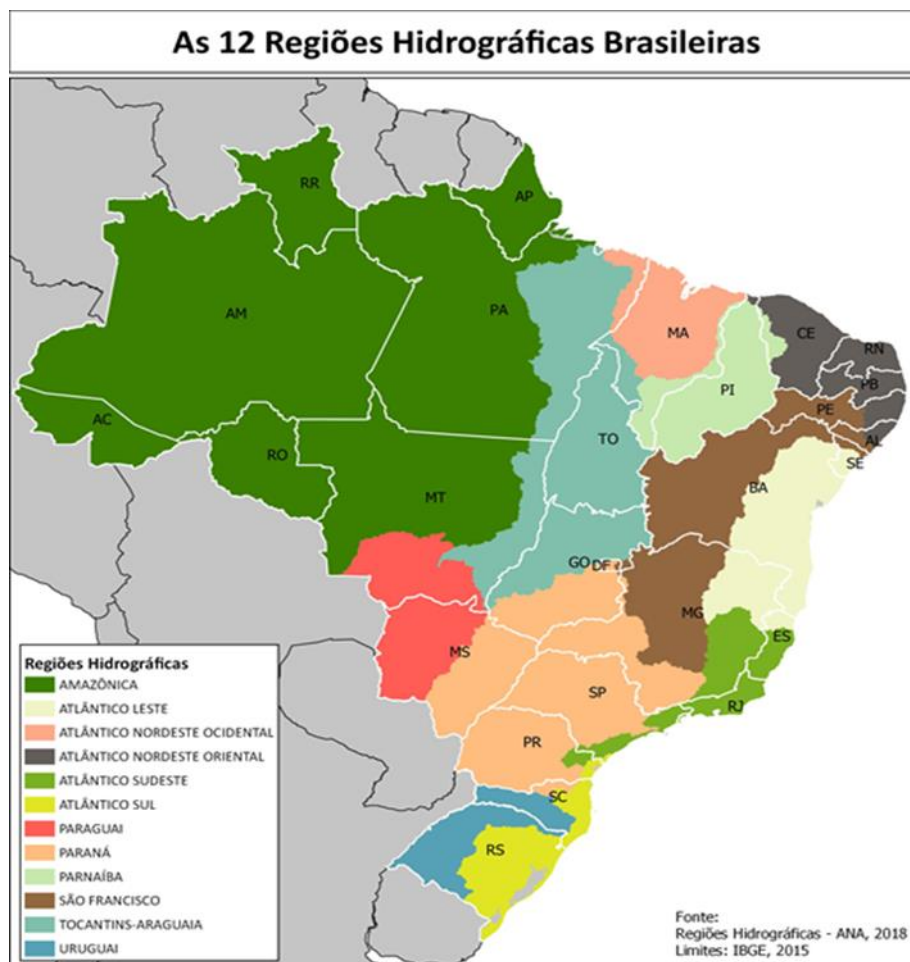 As 12 Regiões Hidrográficas Brasileiras
RR
AP
AM
PA
MA
CE
RN
PB
PI
PE
AL
AC
TO
SE
RO
BA
MT
GO
DF
MG
ES
MS
SP
RJ
PR
SC
RS
Regiões Hidrográficas
AMAZÔNICA
ATLÂNTICO LESTE
ATLÂNTICO NORDESTE OCIDENTAL
ATLÂNTICO NORDESTE ORIENTAL
ATLÂNTICO SUDESTE
ATLÂNTICO SUL
PARAGUAI
PARANÁ
PARNAÍBA
SÃO FRANCISCO
TOCANTINS-ARAGUAIA
URUGUAI
Fonte:
Regiões Hidrográficas - ANA, 2018
Limites: IBGE, 2015